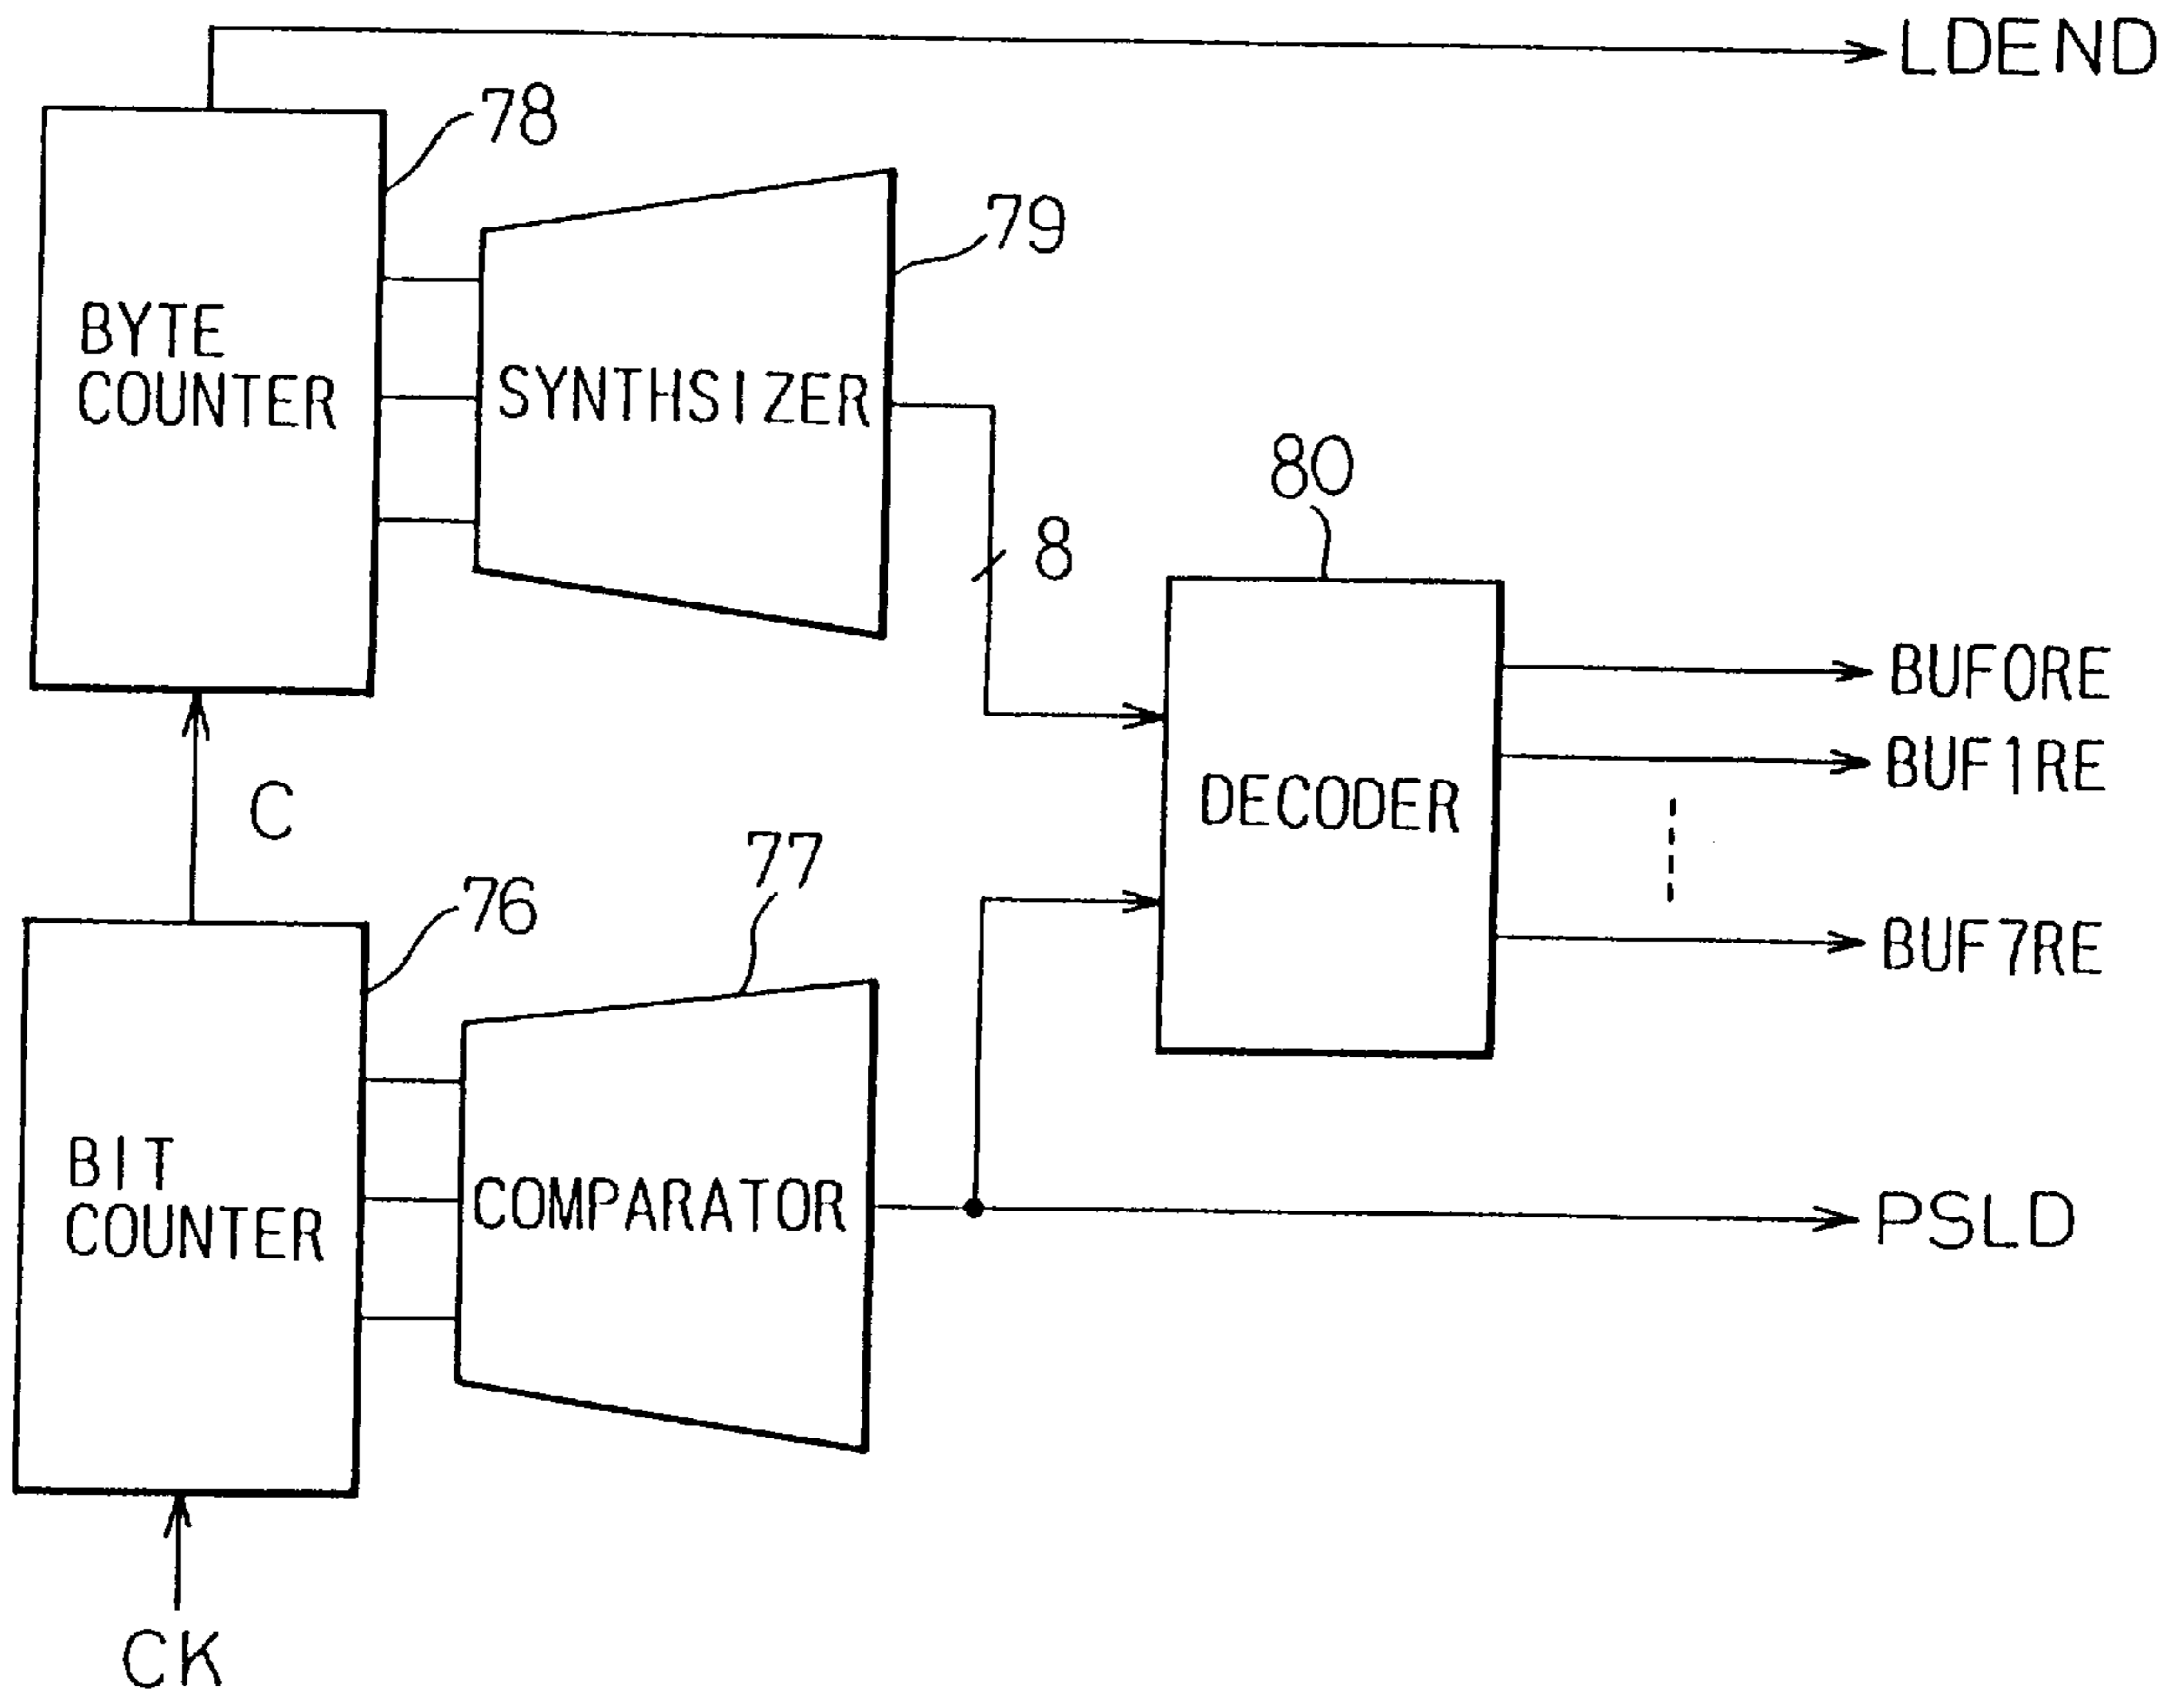 LDEND
78
79
BYTE
COUNTER
SYNTHSIZER
80
8
BUF0RE
BUF1RE
DECODER
C
77
76
BUF7RE
BIT
COUNTER
COMPARATOR
PSLD
CK